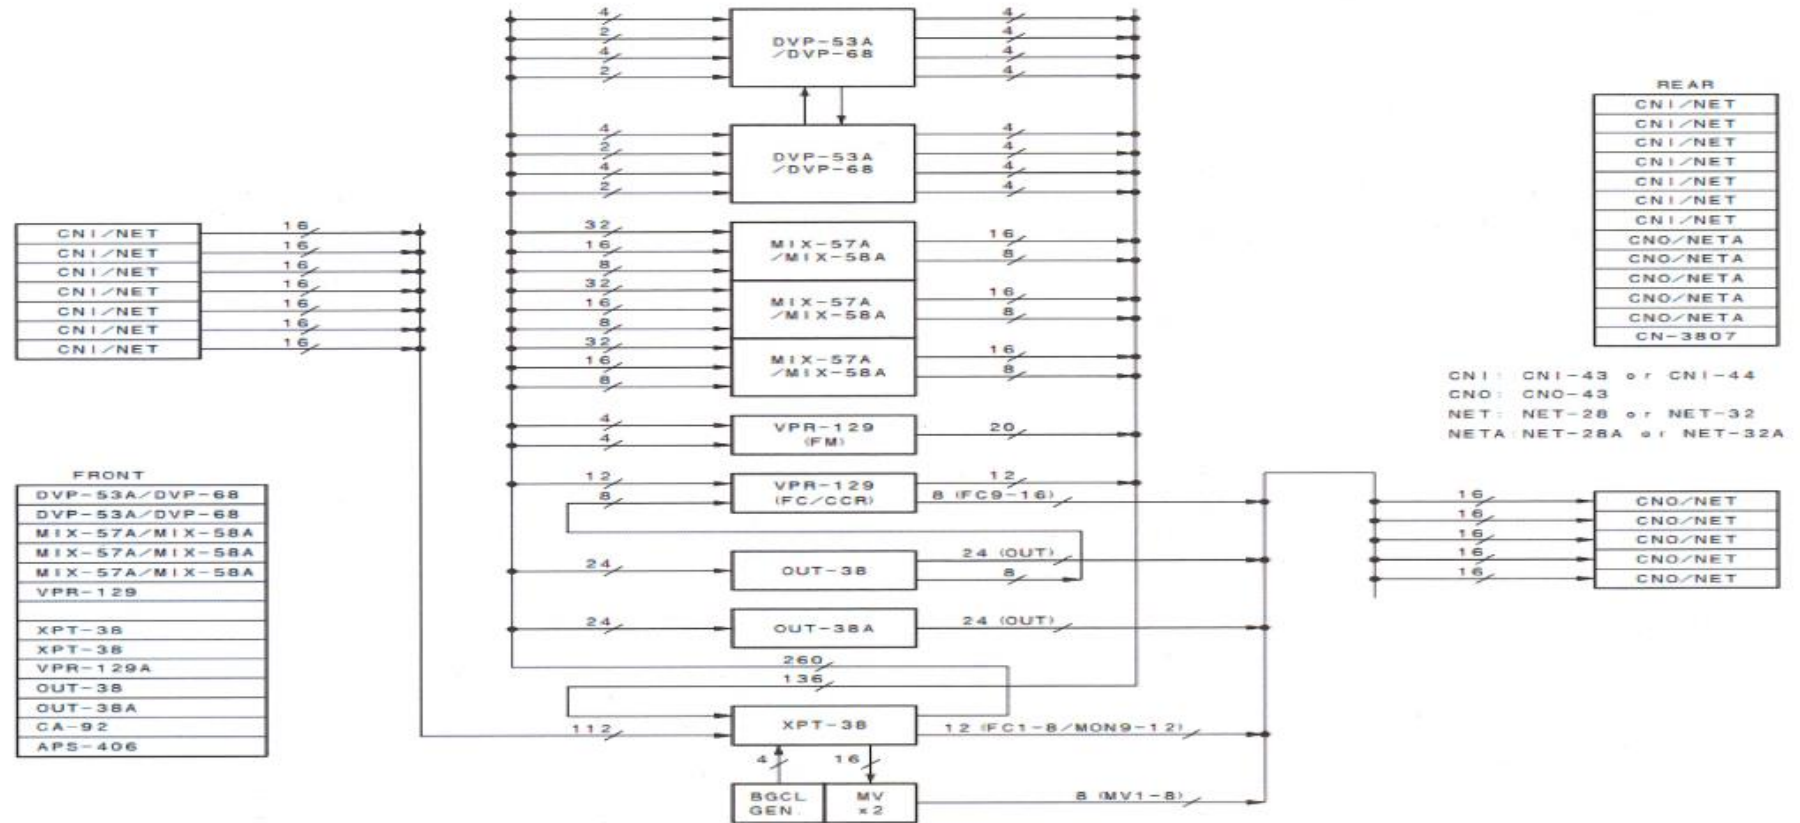 4
2
4
2
DVP-53A
/DVP-68
4
4
4
4
4
2
4
2
DVP-53A
/DVP-68
4
4
4
4
REAR
CNI/NET
CNI/NET
CNI/NET
CNI/NET
CNI/NET
CNI/NET
CNI/NET
CNO/NETA
CNO/NETA
CNO/NETA
CNO/NETA
CNO/NETA
CN-3807
CNI/NET 16
CNI/NET 16
CNI/NET 16
CNI/NET 16
CNI/NET 16
CNI/NET 16
CNI/NET 16
32
16
8
MIX-57A
/MIX-58A
16
8
32
16
8
MIX-57A
/MIX-58A
16
8
32
16
8
MIX-57A
/MIX-58A
16
8
CNI: CNI-43 or CNI-44
CNO: CNO-43
NET: NET-28 or NET-32
NETA:NET-28A or NET-32A
4
4
VPR-129
(FM)
20
12
8
VPR-129
(FC/CCR)
12
8 (FC9-16)
FRONT
DVP-53A/DVP-68
DVP-53A/DVP-68
MIX-57A/MIX-58A
MIX-57A/MIX-58A
MIX-57A/MIX-58A
VPR-129
XPT-38
XPT-38
VPR-129A
OUT-38
OUT-38A
CA-92
APS-406
16 CNO/NET
16 CNO/NET
16 CNO/NET
16 CNO/NET
16 CNO/NET
24
OUT-38
24 (OUT)
8
24
OUT-38A
24 (OUT)
260
136
112
XPT-38
12 (FC1-8/MON9-12)
4
16
BGCL
GEN.
MV
x2
8 (MV1-8)